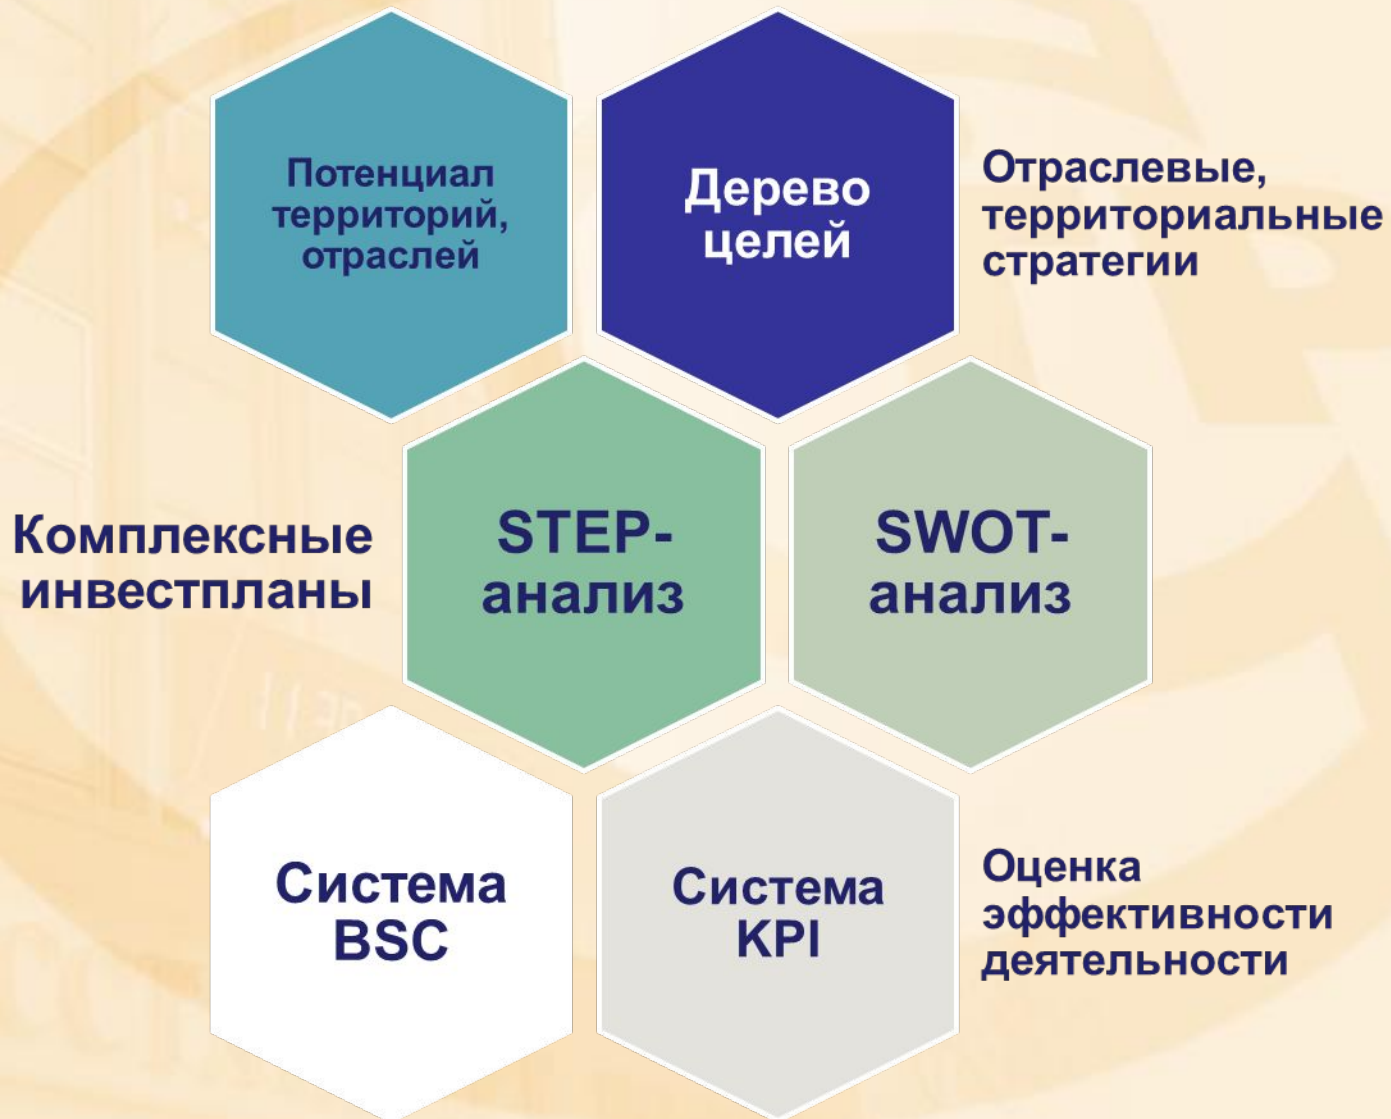 Потенциал
территорий,
отраслей
Дерево
целей
Отраслевые,
территориальные
стратегии
Комплексные
инвестпланы
STEP-
анализ
SWOT-
анализ
Система
BSC
Система
KPI
Оценка
эффективности
деятельности